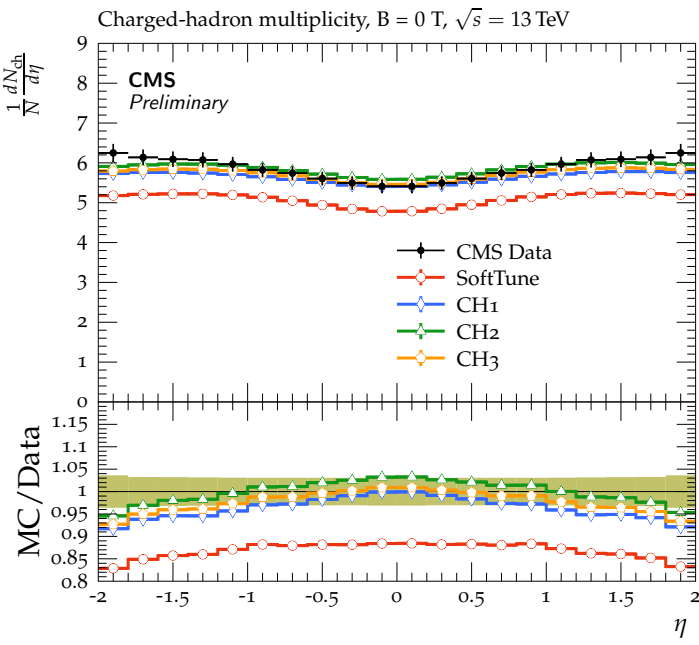 Charged-hadron multiplicity, B = 0 T, √s = 13 TeV
1/N dN_ch/dη
9
8
7
6
5
4
3
2
1
0
CMS
Preliminary
CMS Data
SoftTune
CH1
CH2
CH3
MC/Data
1.15
1.1
1.05
1
0.95
0.9
0.85
0.8
-2 -1.5 -1 -0.5 0 0.5 1 1.5 2
η